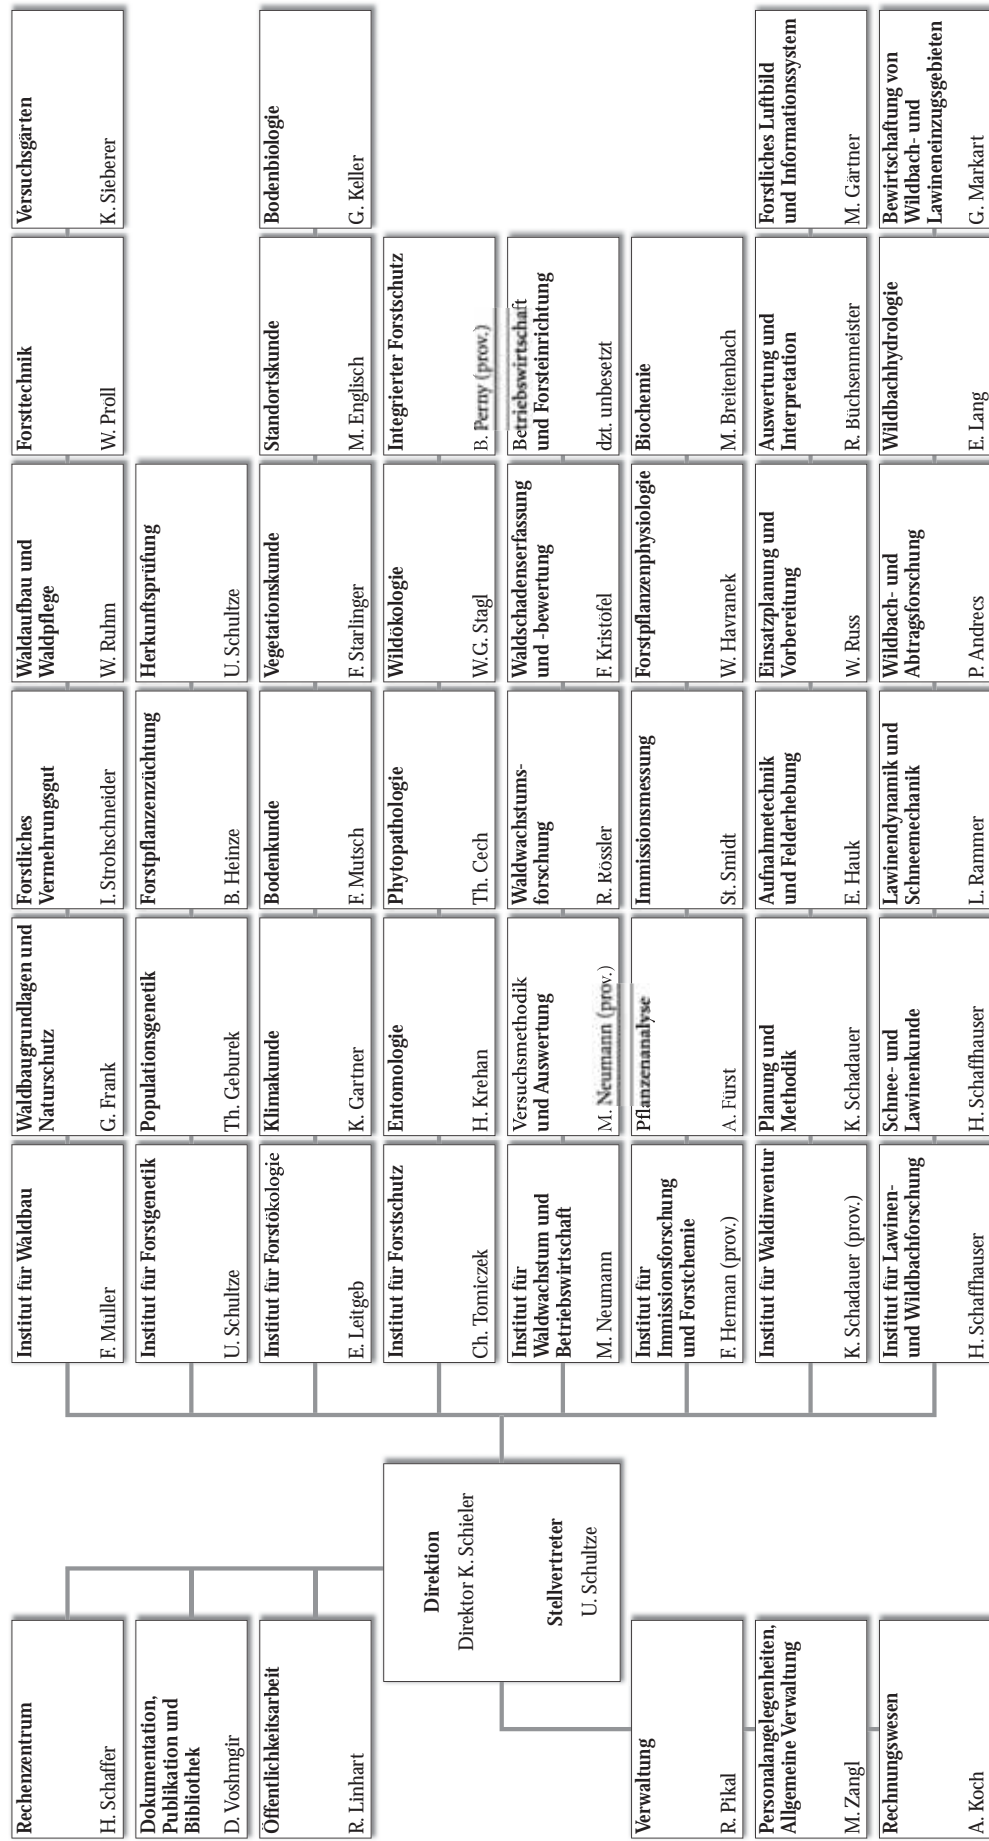 Rechenzentrum
H. Schaffer
Dokumentation,
Publikation und
Bibliothek
D. Voshmgir
Öffentlichkeitsarbeit
R. Linhart
Direktion
Direktor K. Schieler
Stellvertreter
U. Schultze
Verwaltung
R. Pikal
Personalangelegenheiten,
Allgemeine Verwaltung
M. Zangl
Rechnungswesen
A. Koch
Institut für Waldbau
F. Müller
Waldbaugrundlagen und
Naturschutz
G. Frank
Forstliches
Vermehrungsgut
I. Strohschneider
Waldaufbau und
Waldpflege
W. Ruhm
Forsttechnik
W. Proll
Versuchsgärten
K. Sieberer
Institut für Forstgenetik
U. Schultze
Populationsgenetik
Th. Geburek
Forstpflanzenzüchtung
B. Heinze
Herkunftsprüfung
U. Schultze
Institut für Forstökologie
E. Leitgeb
Klimakunde
K. Gartner
Bodenkunde
F. Mutsch
Vegetationskunde
F. Starlinger
Standortskunde
M. Englisch
Bodenbiologie
G. Keller
Institut für Forstschutz
Ch. Tomiczek
Entomologie
H. Krehan
Phytopathologie
Th. Cech
Wildökologie
W.G. Stagl
Integrierter Forstschutz
B. Perny (prov.)
Institut für
Waldwachstum und
Betriebswirtschaft
M. Neumann
Versuchsmethodik
und Auswertung
M. Neumann (prov.)
Waldwachstums-
forschung
R. Rössler
Waldschadenserfassung
und -bewertung
F. Kristöfel
Betriebswirtschaft
und Forsteinrichtung
dzt. unbesetzt
Institut für
Immissionsforschung
und Forstchemie
F. Herman (prov.)
Pflanzenanalyse
A. Fürst
Immissionsmessung
St. Smidt
Forstpflanzenphysiologie
W. Havranek
Biochemie
M. Breitenbach
Institut für Waldinventur
K. Schadauer (prov.)
Planung und
Methodik
K. Schadauer
Aufnahmetechnik
und Felderhebung
E. Hauk
Einsatzplanung und
Vorbereitung
W. Russ
Auswertung und
Interpretation
R. Büchsenmeister
Forstliches Luftbild
und Informationssystem
M. Gärtner
Institut für Lawinen-
und Wildbachforschung
H. Schaffhauser
Schnee- und
Lawinenkunde
H. Schaffhauser
Lawinendynamik und
Schneemechanik
L. Rammer
Wildbach- und
Abtragsforschung
P. Andrecs
Wildbachhydrologie
E. Lang
Bewirtschaftung von
Wildbach- und
Lawineneinzugsgebieten
G. Markart